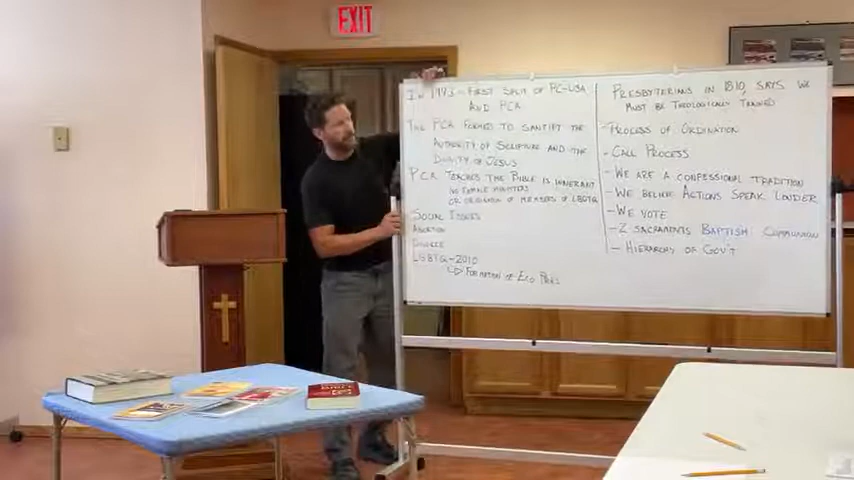 EXIT
IN 1973 - FIRST SPLIT OF PC-USA
AND PCA
THE PCA FORMED TO SANTIFY THE
AUTHORITY OF SCRIPTURE AND THE
DIVINITY OF JESUS
PCA TEACHES THE BIBLE IS INERRANT
NO FEMALE MINISTERS
OR ORDINATION OF MEMBERS OF LGBTQ
SOCIAL ISSUES
ABORTION
DIVORCE
LGBTQ - 2010
FORMATION OF ECO PRES.
PRESBYTERIANS IN 1810, SAYS WE
MUST BE THEOLOGICALLY TRAINED
- PROCESS OF ORDINATION
- CALL PROCESS
- WE ARE A CONFESSIONAL TRADITION
- WE BELIEVE ACTIONS SPEAK LOUDER
- WE VOTE
- 2 SACRAMENTS BAPTISM COMMUNION
- HIERARCHY OF GOV'T